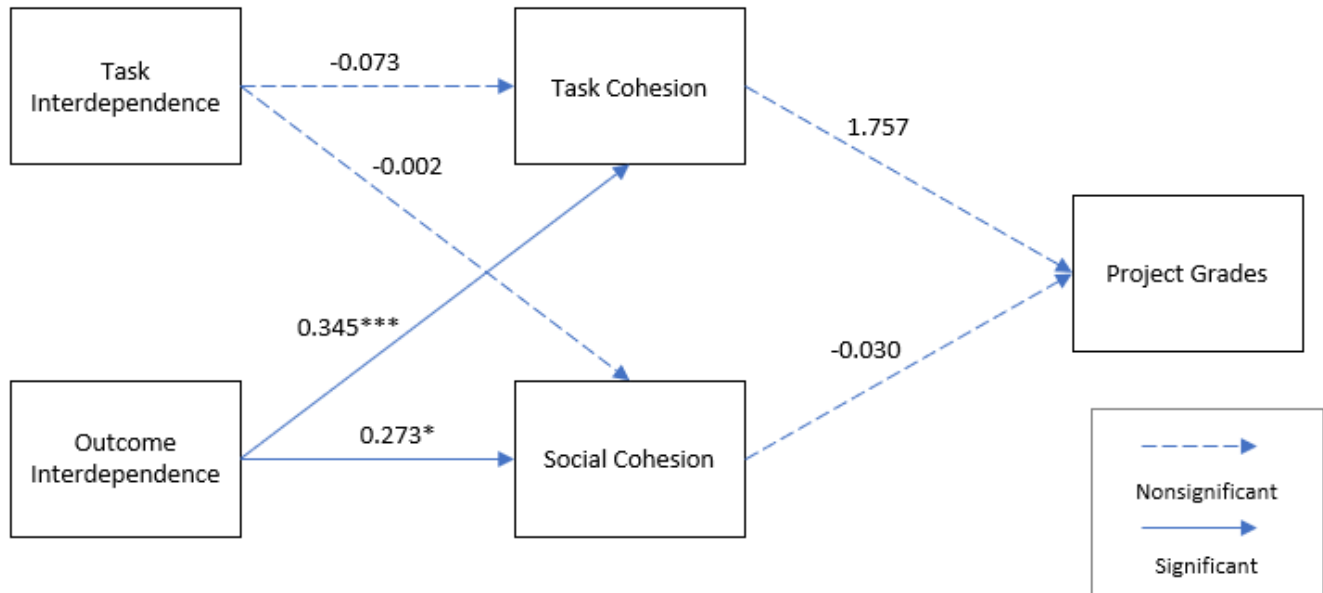 Task
Interdependence
-0.073
Task Cohesion
1.757
-0.002
Project Grades
0.345***
-0.030
Outcome
Interdependence
0.273*
Social Cohesion
Nonsignificant
Significant